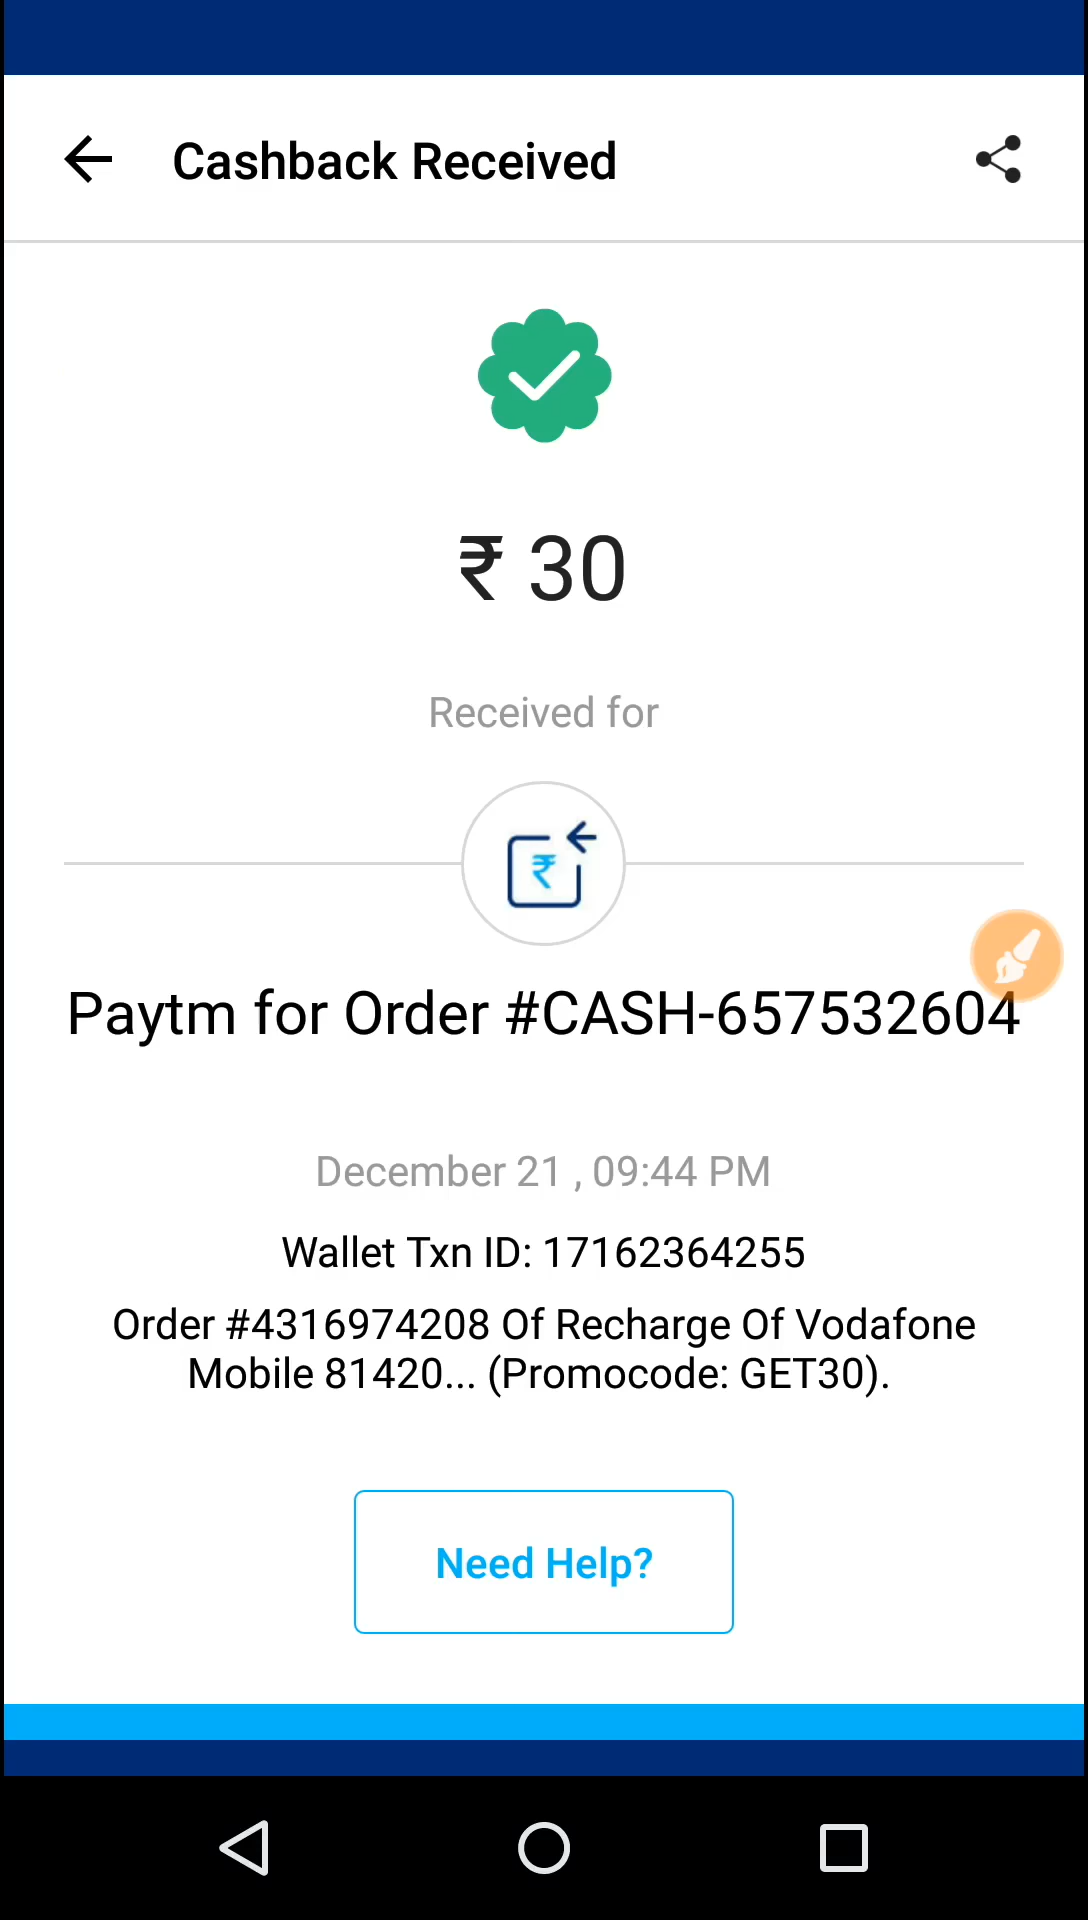 Cashback Received
₹ 30
Received for
₹
Paytm for Order #CASH-657532604
December 21 , 09:44 PM
Wallet Txn ID: 17162364255
Order #4316974208 Of Recharge Of Vodafone
Mobile 81420... (Promocode: GET30).
Need Help?